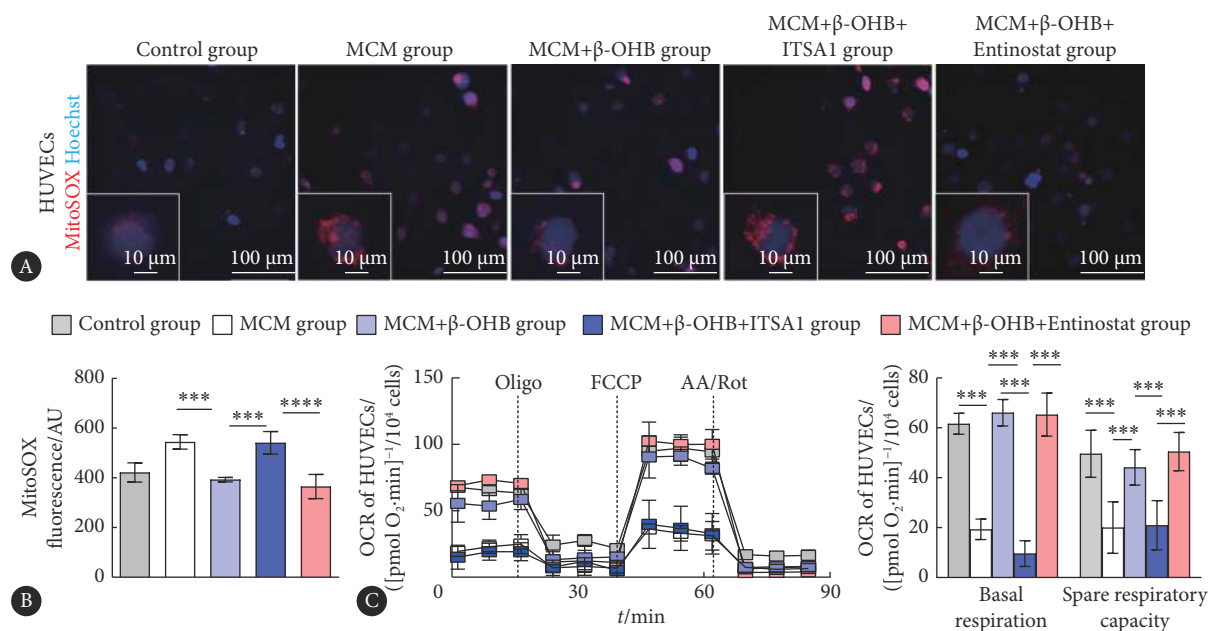 Control group
MCM group
MCM+β-OHB group
MCM+β-OHB+
ITSA1 group
MCM+β-OHB+
Entinostat group
HUVECs
MitoSOX Hoechst
10 μm 100 μm
10 μm 100 μm
10 μm 100 μm
10 μm 100 μm
10 μm 100 μm
A
Control group MCM group MCM+β-OHB group MCM+β-OHB+ITSA1 group MCM+β-OHB+Entinostat group
MitoSOX
fluorescence/AU
800
600
400
200
0
*** *** ****
B
OCR of HUVECs/
([pmol O₂·min]⁻¹/10⁴ cells)
150
100
50
0
Oligo FCCP AA/Rot
0 30 60 90
t/min
C
OCR of HUVECs/
([pmol O₂·min]⁻¹/10⁴ cells)
80
60
40
20
0
*** *** *** ***
*** *** *** ***
Basal
respiration
Spare respiratory
capacity